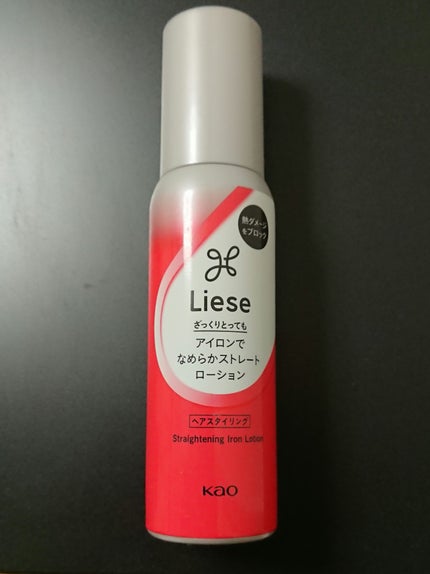 熱ダメージ
をブロック
Liese
ざっくりとっても
アイロンで
なめらかストレート
ローション
ヘアスタイリング
Straightening Iron Lotion
Kao